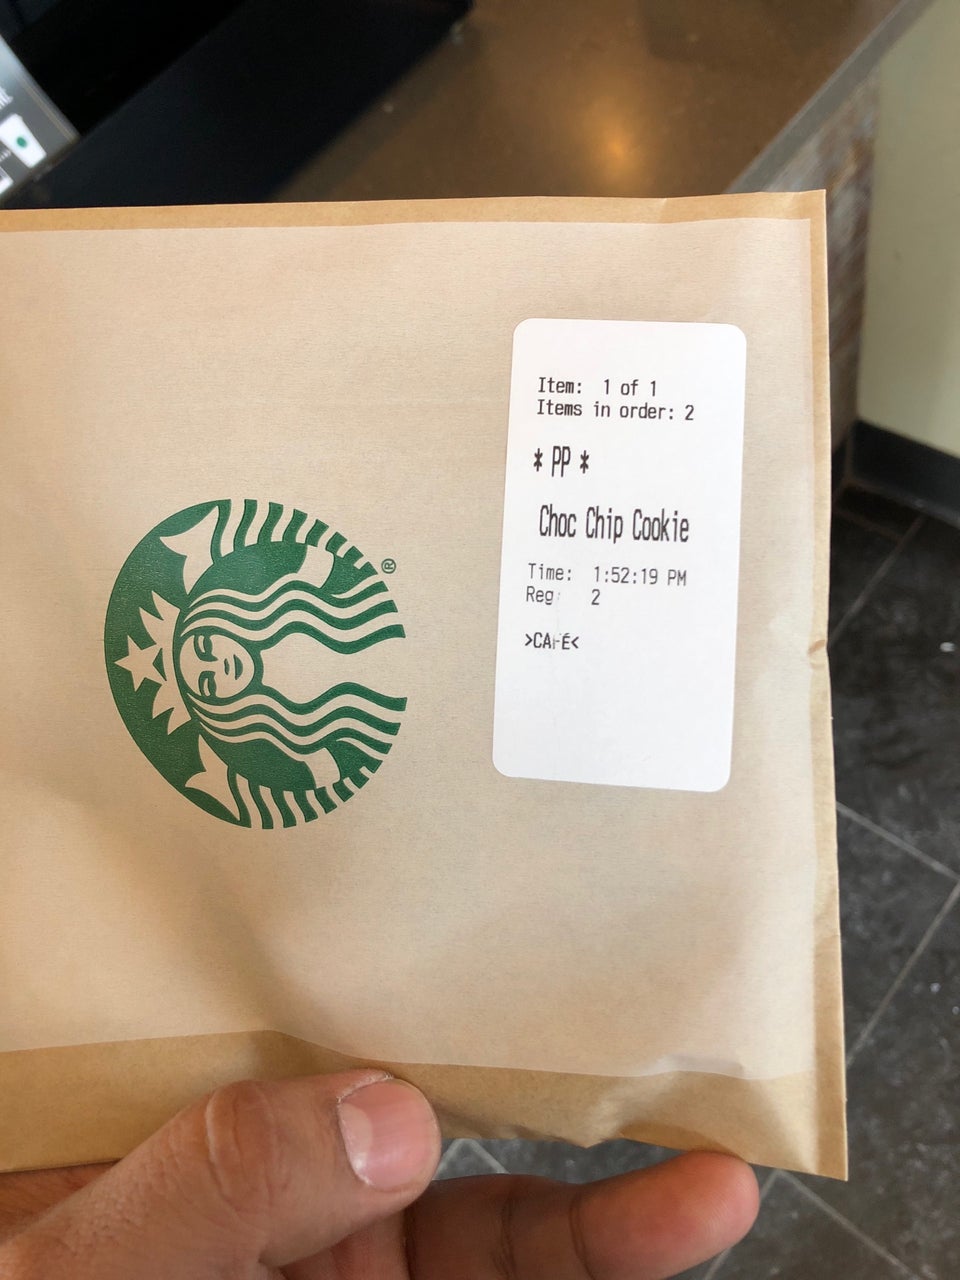 Item: 1 of 1
Items in order: 2
* PP *
Choc Chip Cookie
Time: 1:52:19 PM
Reg: 2
>CAFÉ<
®